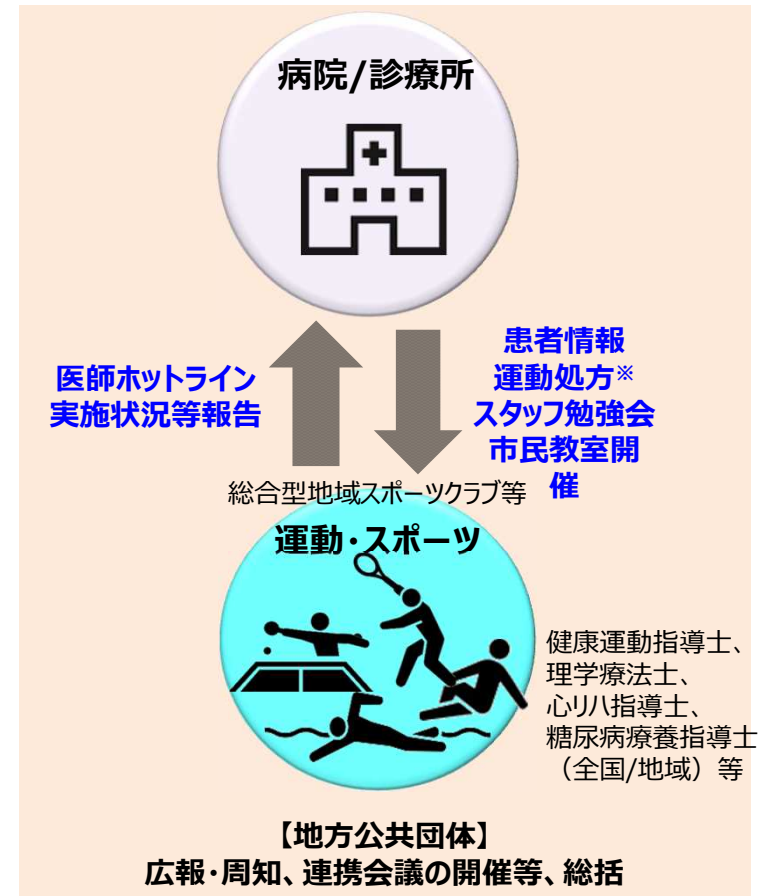 病院/診療所
医師ホットライン
実施状況等報告
患者情報
運動処方※
スタッフ勉強会
市民教室開
催
総合型地域スポーツクラブ等
運動・スポーツ
健康運動指導士、
理学療法士、
心リハ指導士、
糖尿病療養指導士
（全国/地域）等
【地方公共団体】
広報・周知、連携会議の開催等、総括